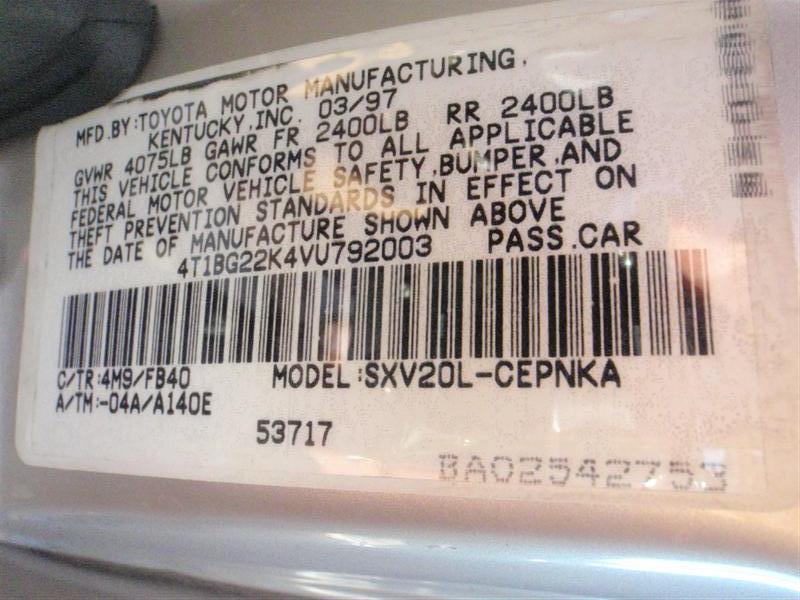 MFD.BY:TOYOTA MOTOR MANUFACTURING,
KENTUCKY,INC. 03/97
GVWR 4075LB GAWR FR 2400LB RR 2400LB
THIS VEHICLE CONFORMS TO ALL APPLICABLE
FEDERAL MOTOR VEHICLE SAFETY,BUMPER,AND
THEFT PREVENTION STANDARDS IN EFFECT ON
THE DATE OF MANUFACTURE SHOWN ABOVE
4T1BG22K4VU792003 PASS.CAR
C/TR:4M9/FB40 MODEL:SXV20L-CEPNKA
A/TM:-04A/A140E
53717
BA02542753